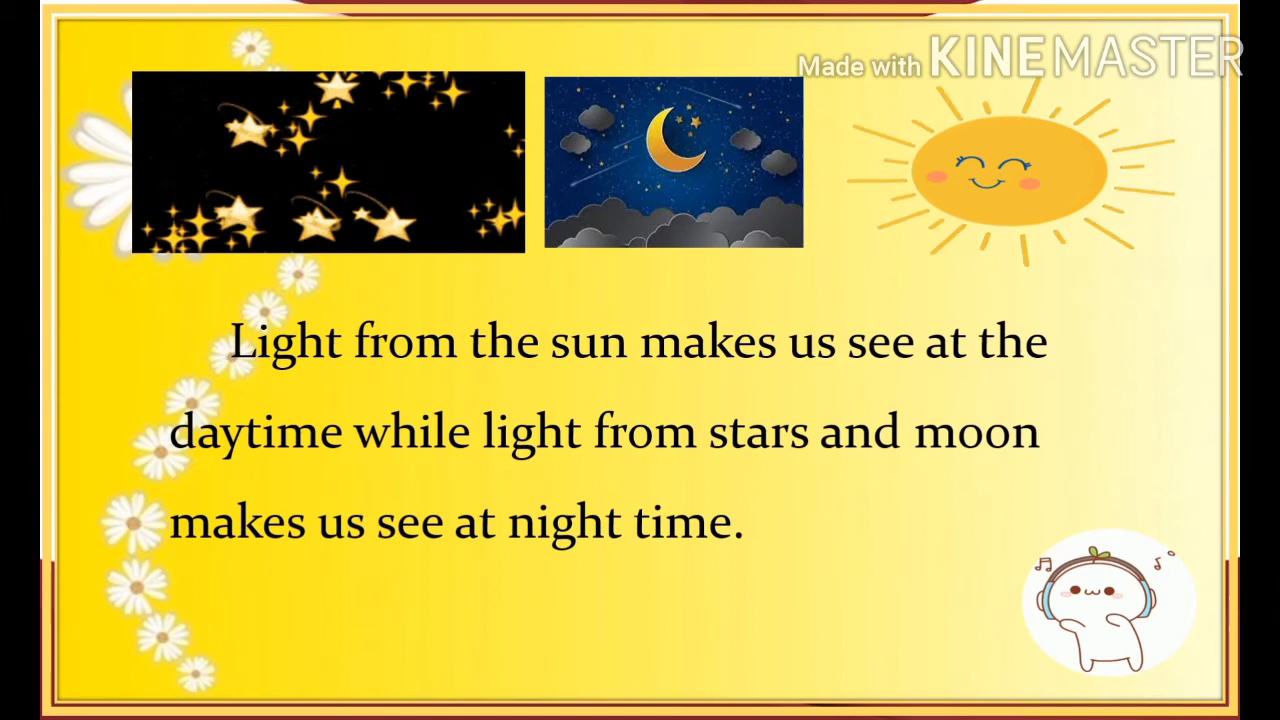 Made with KINEMASTER
Light from the sun makes us see at the
daytime while light from stars and moon
makes us see at night time.